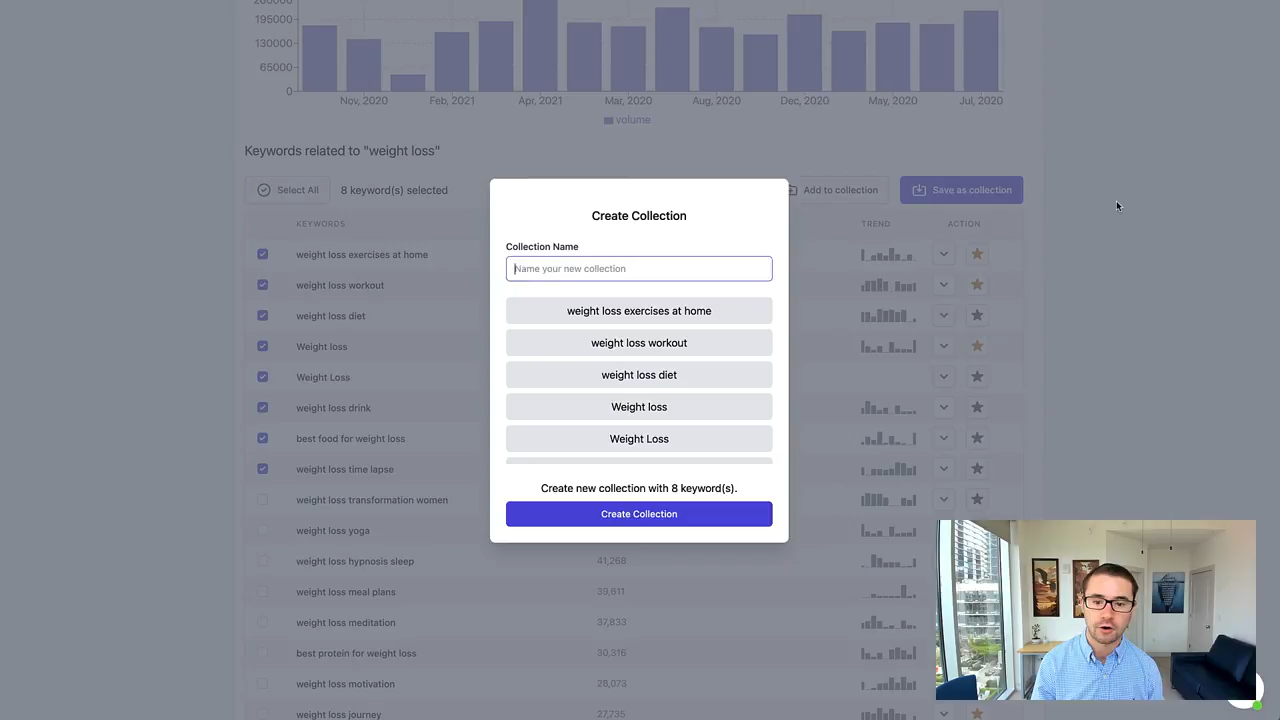 195000
130000
65000
0
Nov, 2020 Feb, 2021 Apr, 2021 Mar, 2020 Aug, 2020 Dec, 2020 May, 2020 Jul, 2020
volume
Keywords related to "weight loss"
Select All 8 keyword(s) selected Add to collection Save as collection
KEYWORDS TREND ACTION
weight loss exercises at home
weight loss workout
weight loss diet
Weight loss
Weight Loss
weight loss drink
best food for weight loss
weight loss time lapse
weight loss transformation women
weight loss yoga
weight loss hypnosis sleep 41,268
weight loss meal plans 39,611
weight loss meditation 37,833
best protein for weight loss 30,316
weight loss motivation 28,073
weight loss journey 27,735
Create Collection
Collection Name
Name your new collection
weight loss exercises at home
weight loss workout
weight loss diet
Weight loss
Weight Loss
Create new collection with 8 keyword(s).
Create Collection